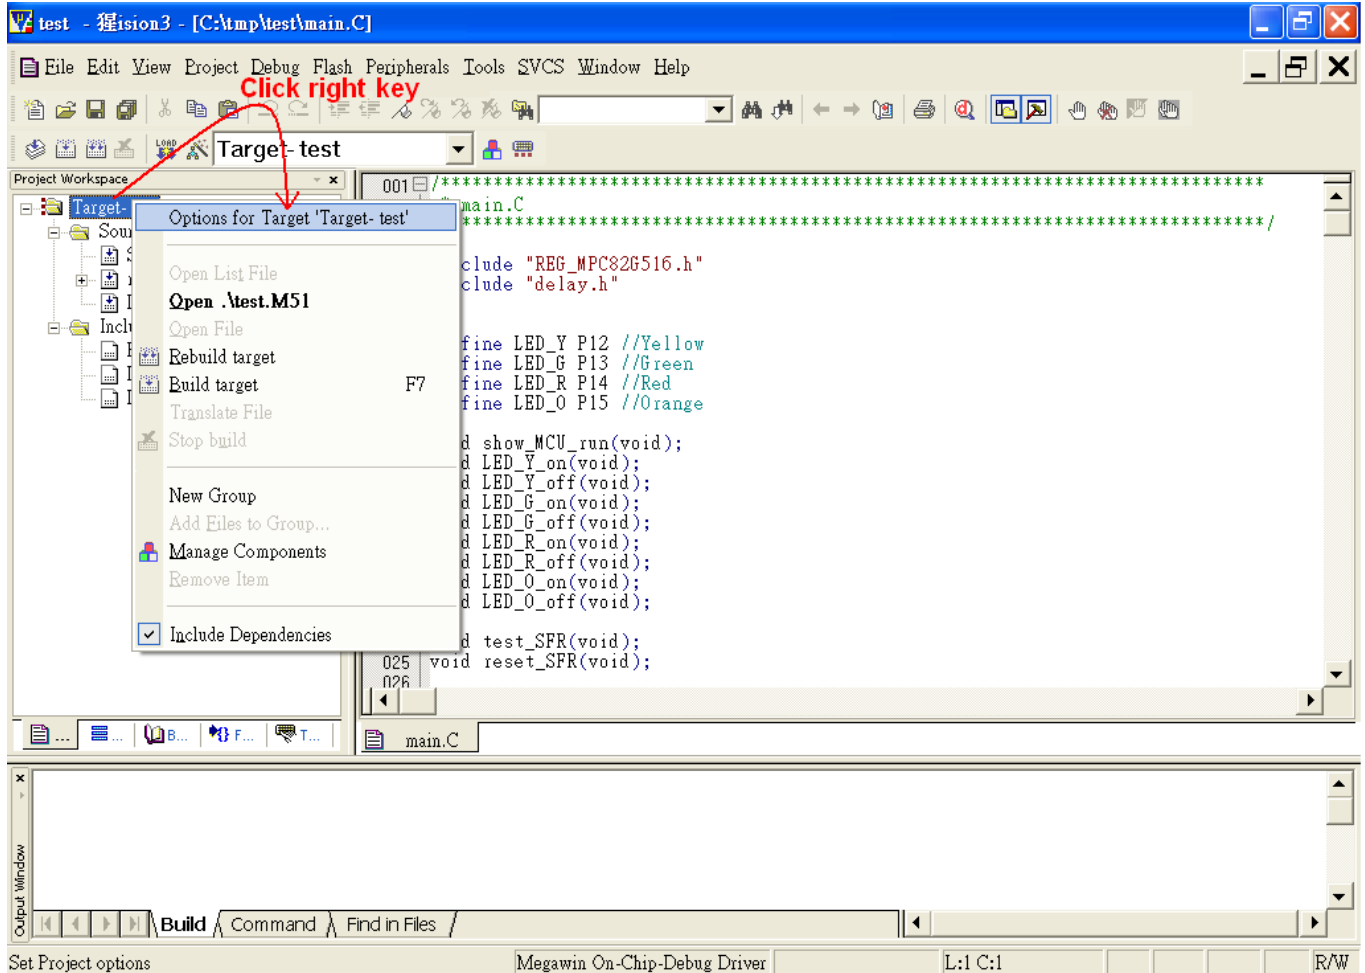 test - 猩ision3 - [C:\tmp\test\main.C]
File Edit View Project Debug Flash Peripherals Tools SVCS Window Help
Click right key
LOAD
Target- test
Project Workspace
Target-
Options for Target 'Target- test'
Open List File
Open .\test.M51
Open File
Rebuild target
Build target F7
Translate File
Stop build
New Group
Add Files to Group...
Manage Components
Remove Item
Include Dependencies
Sou
Incl
001 /******************************************************************************
main.C
******************************************************************************/
clude "REG_MPC82G516.h"
clude "delay.h"
fine LED_Y P12 //Yellow
fine LED_G P13 //Green
fine LED_R P14 //Red
fine LED_O P15 //Orange
d show_MCU_run(void);
d LED_Y_on(void);
d LED_Y_off(void);
d LED_G_on(void);
d LED_G_off(void);
d LED_R_on(void);
d LED_R_off(void);
d LED_O_on(void);
d LED_O_off(void);
d test_SFR(void);
025 void reset_SFR(void);
026
... ... B... F... T...
main.C
Output Window
Build Command Find in Files
Set Project options Megawin On-Chip-Debug Driver L:1 C:1 R/W